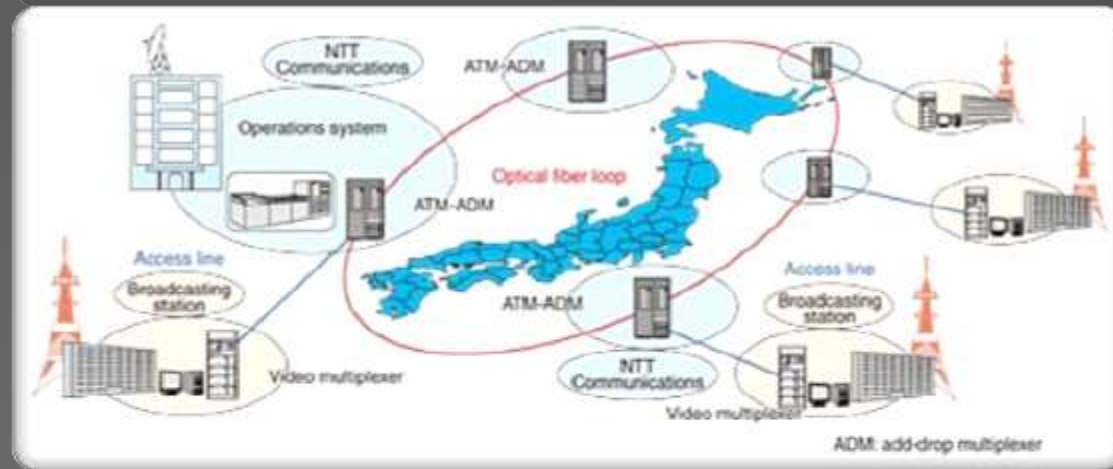 NTT
Communications
ATM-ADM
Operations system
Optical fiber loop
ATM-ADM
Access line
Broadcasting
station
Video multiplexer
ATM-ADM
NTT
Communications
Access line
Broadcasting
station
Video multiplexer
ADM: add-drop multiplexer